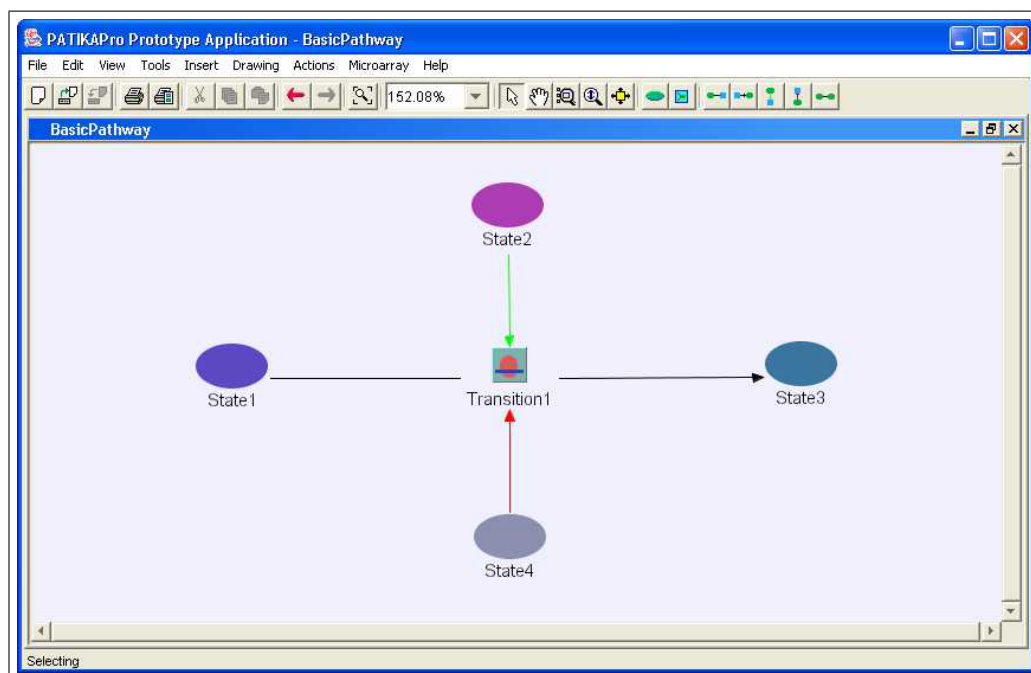 PATIKAPro Prototype Application - BasicPathway
File Edit View Tools Insert Drawing Actions Microarray Help
152.08%
BasicPathway
State2
State1
Transition1
State3
State4
Selecting